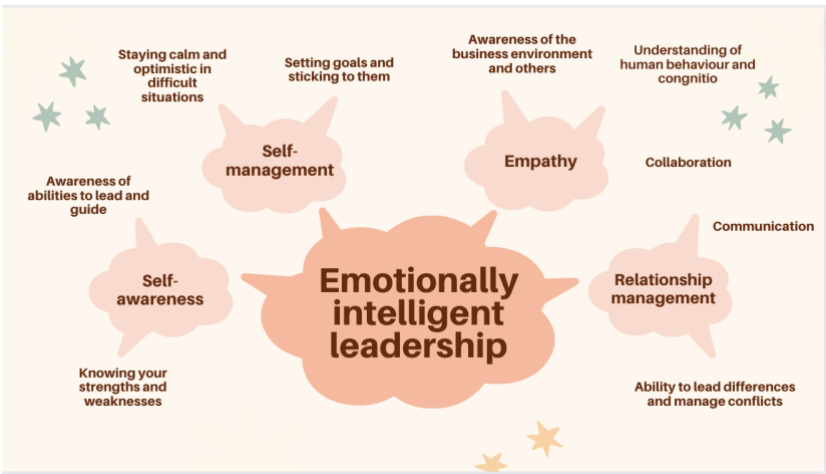 Staying calm and
optimistic in
difficult
situations
Setting goals and
sticking to them
Awareness of the
business environment
and others
Understanding of
human behaviour and
congnitio
Self-
management
Empathy
Collaboration
Awareness of
abilities to lead and
guide
Communication
Self-
awareness
Emotionally
intelligent
leadership
Relationship
management
Knowing your
strengths and
weaknesses
Ability to lead differences
and manage conflicts